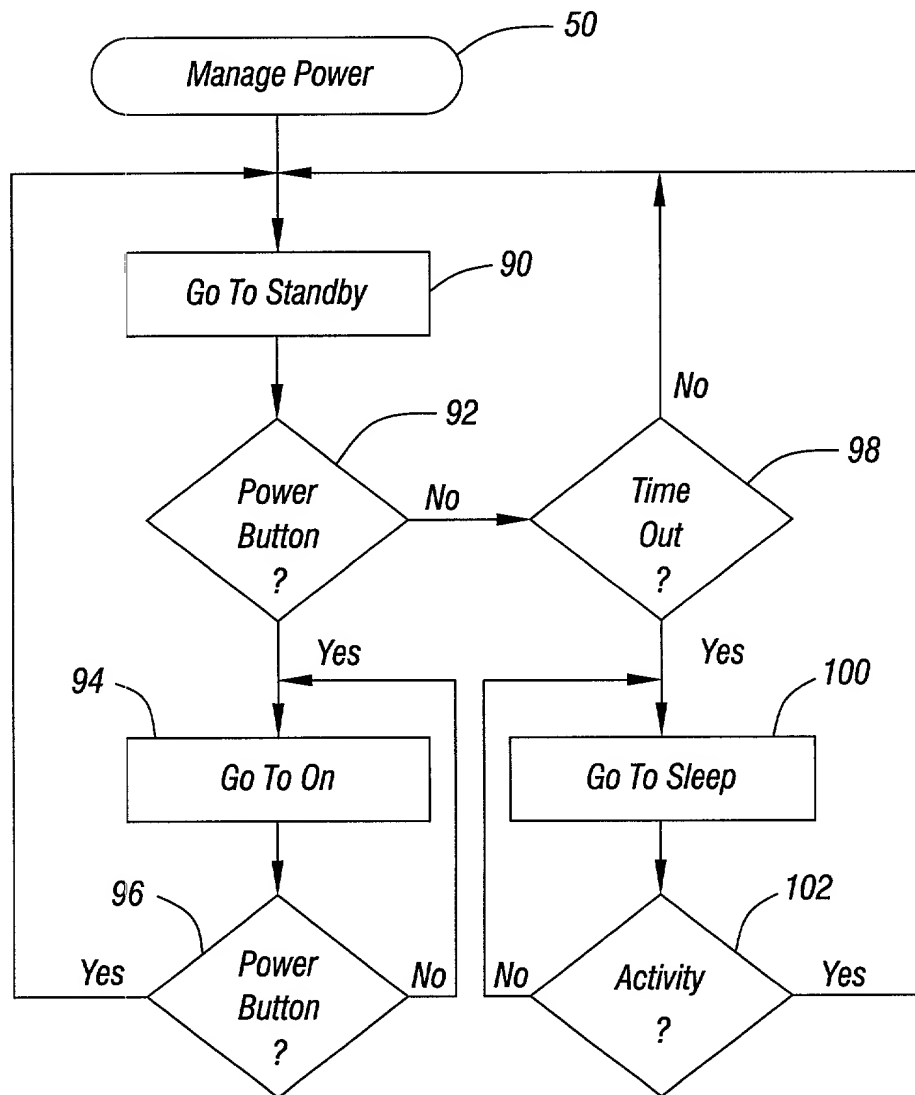 50
Manage Power
90
Go To Standby
No
92
98
Power
Button
?
No
Time
Out
?
Yes
Yes
94
100
Go To On
Go To Sleep
96
102
Yes
Power
Button
?
No
No
Activity
?
Yes